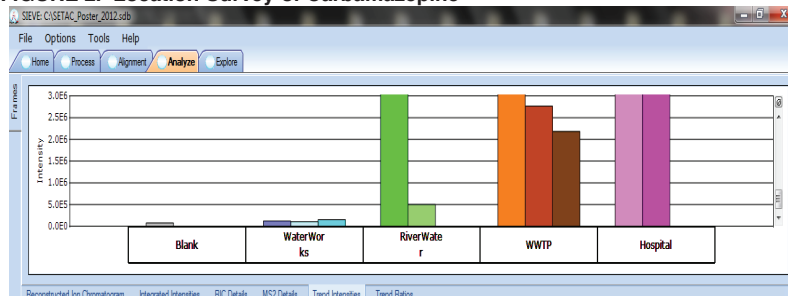 SIEVE: C:\SETAC_Poster_2012.sdb
File Options Tools Help
Home Process Alignment Analyze Explore
Frames
Intensity
3.0E6
2.5E6
2.0E6
1.5E6
1.0E6
5.0E5
0.0E0
Blank
WaterWor
ks
RiverWate
r
WWTP
Hospital
Reconstructed Ion Chromatogram Integrated Intensities RIC Details MS2 Details Trend Intensities Trend Ratios